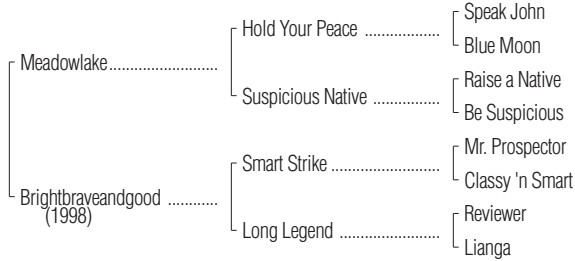 Speak John
Hold Your Peace ..................
Blue Moon
Meadowlake..........................
Raise a Native
Suspicious Native ................
Be Suspicious
Mr. Prospector
Smart Strike ..........................
Classy 'n Smart
Brightbraveandgood ............
(1998)
Reviewer
Long Legend ........................
Lianga